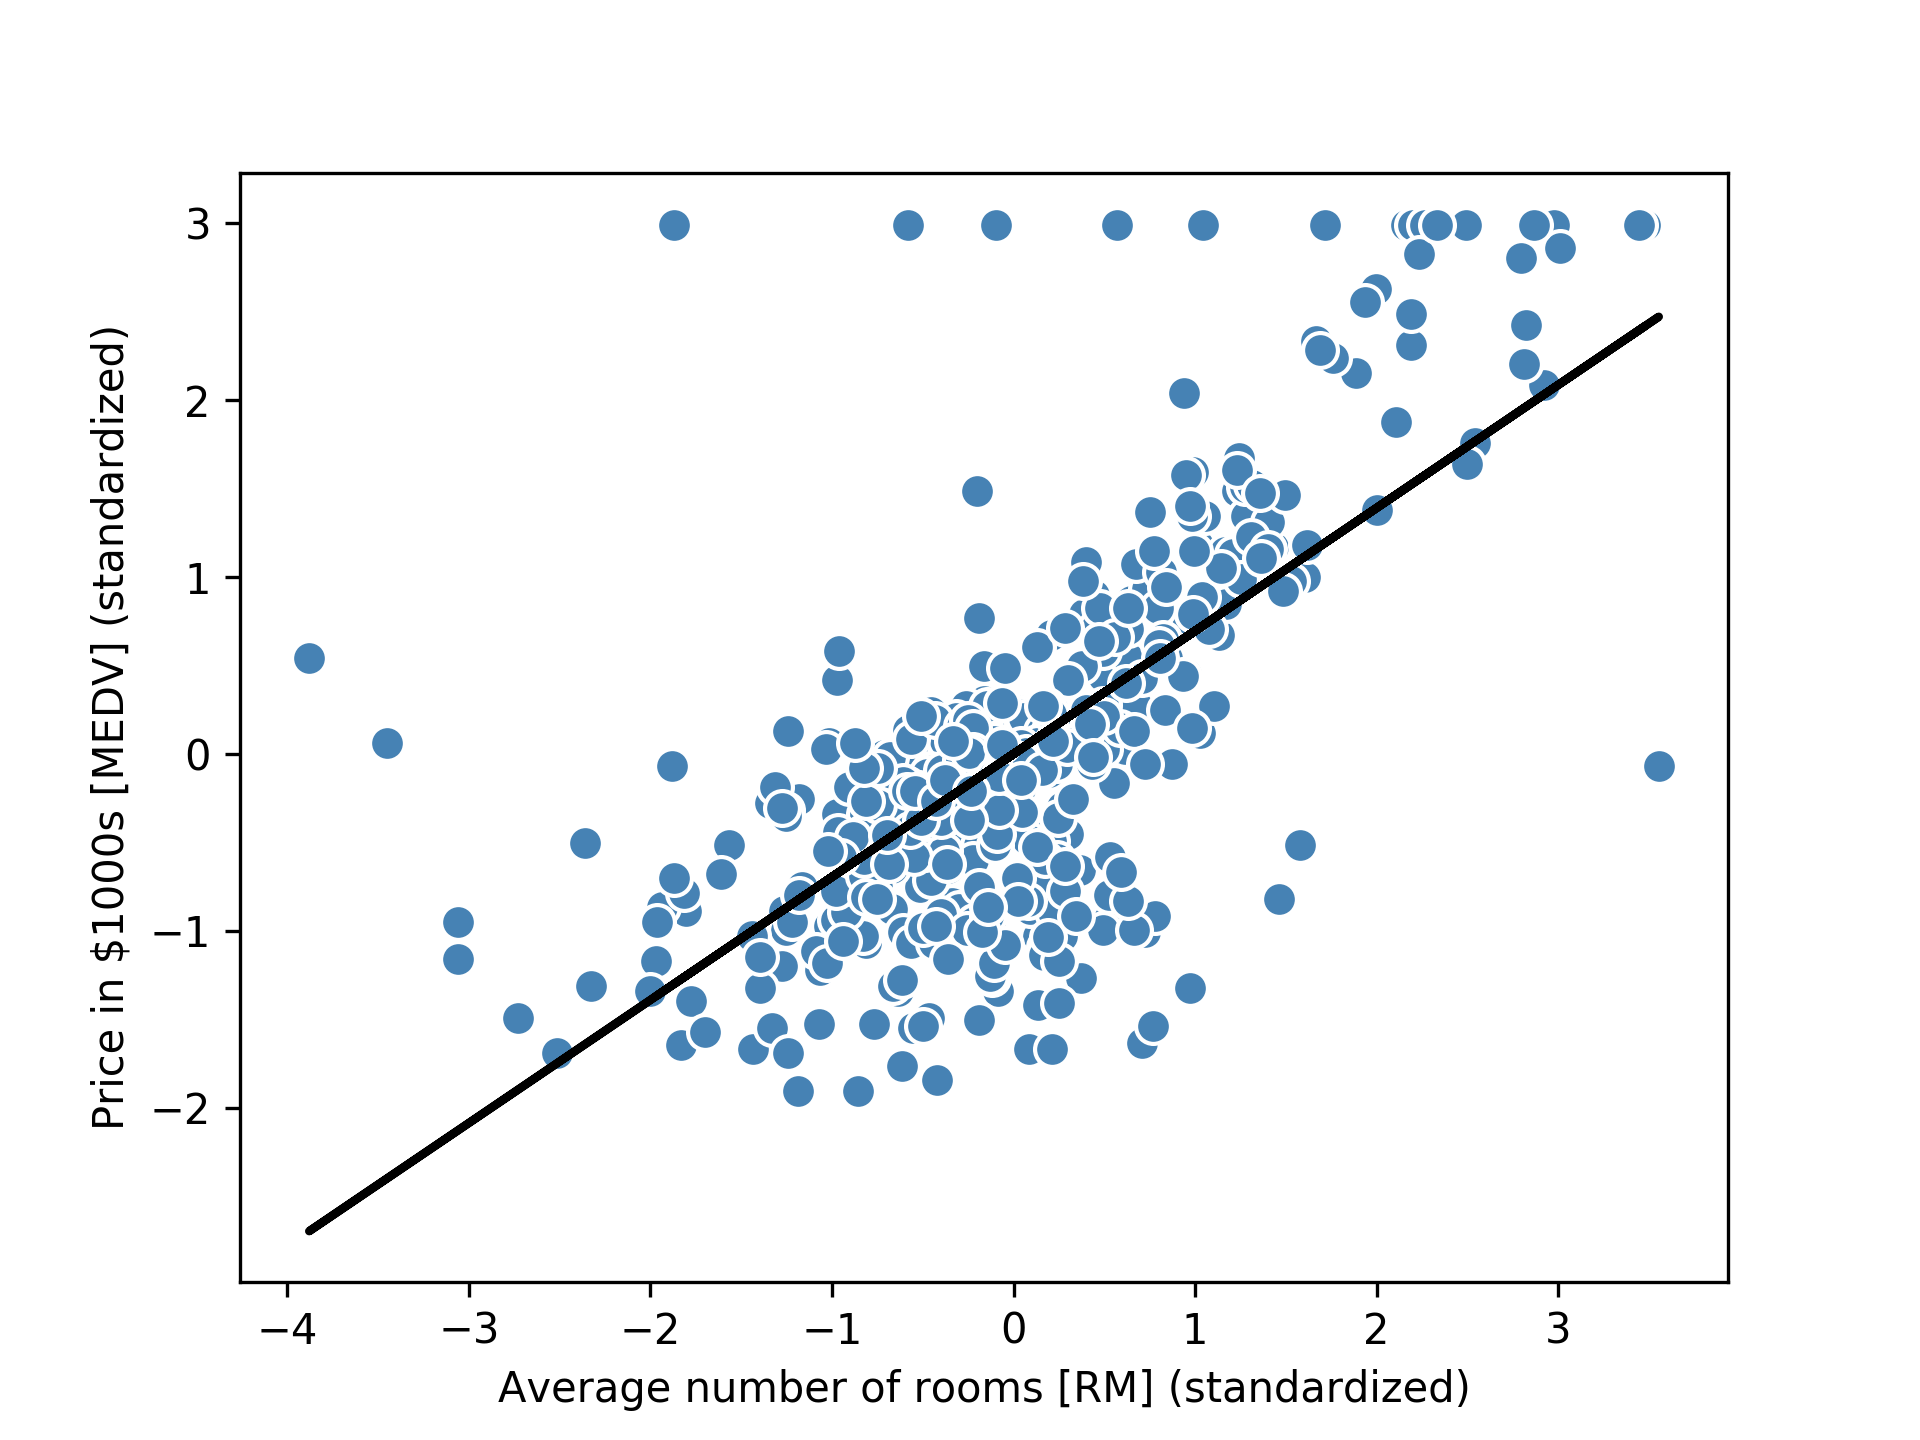 3
2
1
0
−1
−2
Price in $1000s [MEDV] (standardized)
−4 −3 −2 −1 0 1 2 3
Average number of rooms [RM] (standardized)